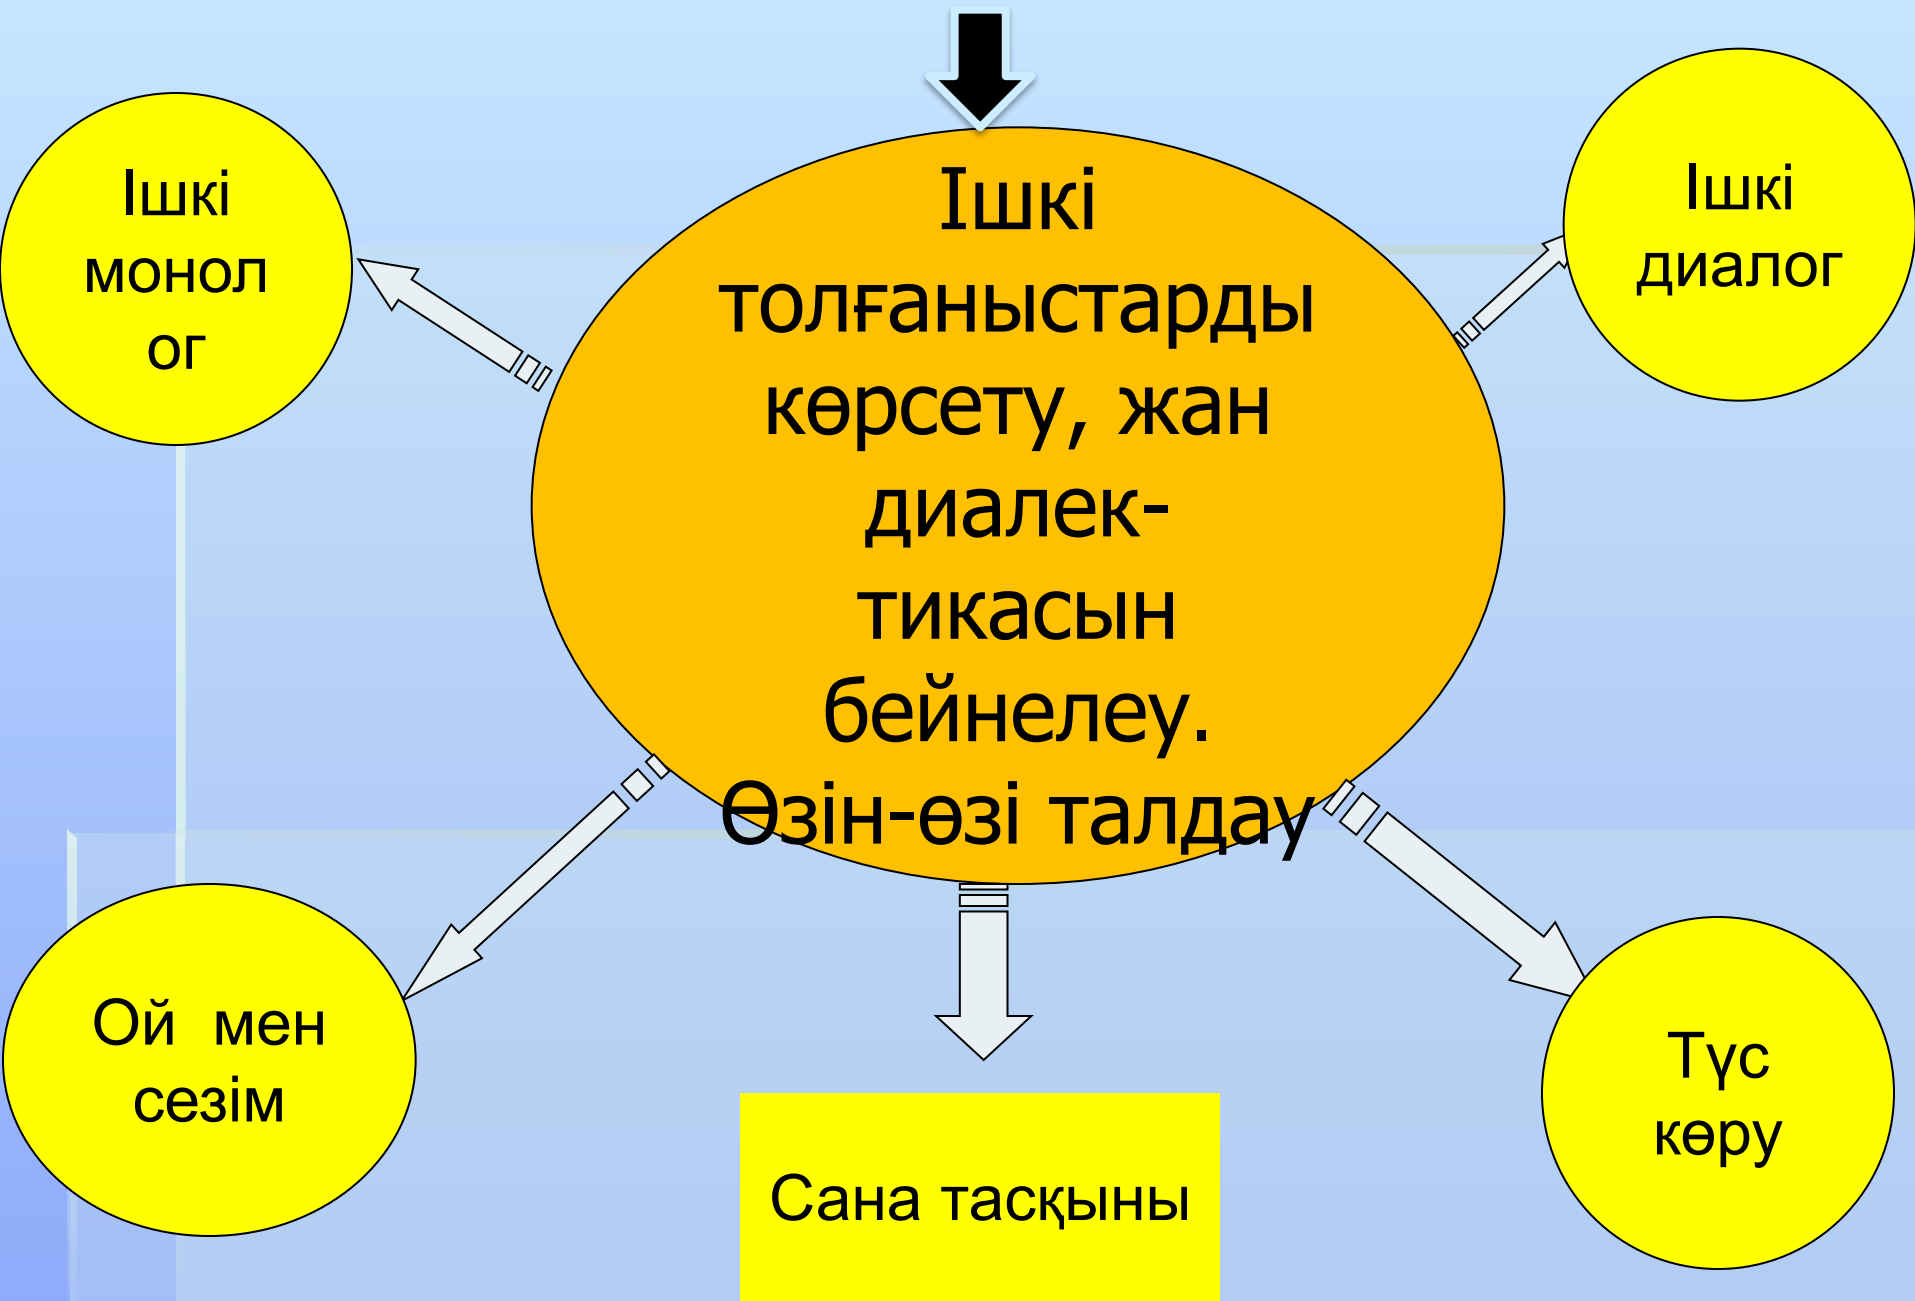 Ішкі
монол
ог
Ішкі
толғаныстарды
көрсету, жан
диалек-
тикасын
бейнелеу.
Өзін-өзі талдау
Ішкі
диалог
Ой мен
сезім
Сана тасқыны
Түс
көру